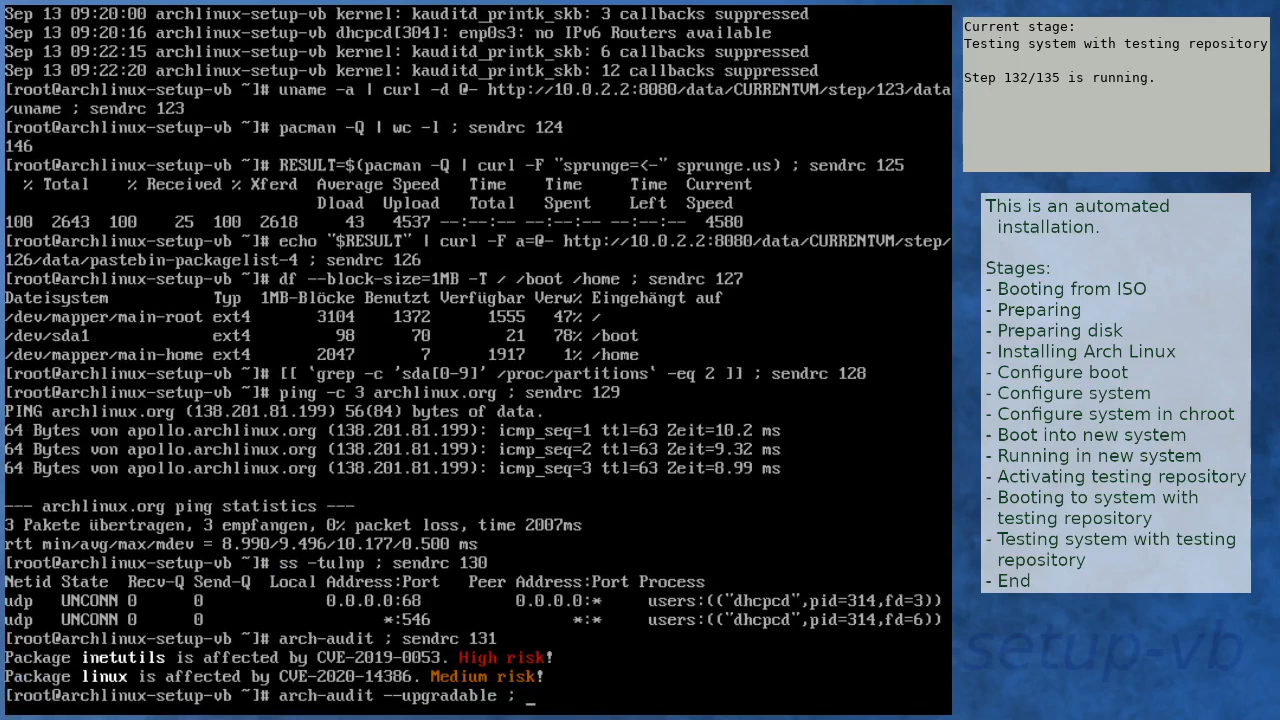 Sep 13 09:20:00 archlinux-setup-vb kernel: kauditd_printk_skb: 3 callbacks suppressed
Sep 13 09:20:16 archlinux-setup-vb dhcpcd[304]: enp0s3: no IPv6 Routers available
Sep 13 09:22:15 archlinux-setup-vb kernel: kauditd_printk_skb: 6 callbacks suppressed
Sep 13 09:22:20 archlinux-setup-vb kernel: kauditd_printk_skb: 12 callbacks suppressed
[root@archlinux-setup-vb ~]# uname -a | curl -d @- http://10.0.2.2:8080/data/CURRENTVM/step/123/data
/uname ; sendrc 123
[root@archlinux-setup-vb ~]# pacman -Q | wc -l ; sendrc 124
146
[root@archlinux-setup-vb ~]# RESULT=$(pacman -Q | curl -F "sprunge=<-" sprunge.us) ; sendrc 125
% Total    % Received % Xferd  Average Speed   Time    Time     Time  Current
Dload  Upload   Total   Spent    Left  Speed
100  2643  100    25  100  2618     43   4537 --:--:-- --:--:-- --:--:--  4580
[root@archlinux-setup-vb ~]# echo "$RESULT" | curl -F a=@- http://10.0.2.2:8080/data/CURRENTVM/step/
126/data/pastebin-packagelist-4 ; sendrc 126
[root@archlinux-setup-vb ~]# df --block-size=1MB -T / /boot /home ; sendrc 127
Dateisystem           Typ  1MB-Blöcke Benutzt Verfügbar Verw% Eingehängt auf
/dev/mapper/main-root ext4       3104    1372      1555   47% /
/dev/sda1             ext4         98      70        21   78% /boot
/dev/mapper/main-home ext4       2047       7      1917    1% /home
[root@archlinux-setup-vb ~]# [[ `grep -c 'sda[0-9]' /proc/partitions` -eq 2 ]] ; sendrc 128
[root@archlinux-setup-vb ~]# ping -c 3 archlinux.org ; sendrc 129
PING archlinux.org (138.201.81.199) 56(84) bytes of data.
64 Bytes von apollo.archlinux.org (138.201.81.199): icmp_seq=1 ttl=63 Zeit=10.2 ms
64 Bytes von apollo.archlinux.org (138.201.81.199): icmp_seq=2 ttl=63 Zeit=9.32 ms
64 Bytes von apollo.archlinux.org (138.201.81.199): icmp_seq=3 ttl=63 Zeit=8.99 ms
--- archlinux.org ping statistics ---
3 Pakete übertragen, 3 empfangen, 0% packet loss, time 2007ms
rtt min/avg/max/mdev = 8.990/9.496/10.177/0.500 ms
[root@archlinux-setup-vb ~]# ss -tulnp ; sendrc 130
Netid State  Recv-Q Send-Q  Local Address:Port   Peer Address:Port Process
udp   UNCONN 0      0             0.0.0.0:68          0.0.0.0:*     users:(("dhcpcd",pid=314,fd=3))
udp   UNCONN 0      0                   *:546               *:*     users:(("dhcpcd",pid=314,fd=6))
[root@archlinux-setup-vb ~]# arch-audit ; sendrc 131
Package inetutils is affected by CVE-2019-0053. High risk!
Package linux is affected by CVE-2020-14386. Medium risk!
[root@archlinux-setup-vb ~]# arch-audit --upgradable ; _
Current stage:
Testing system with testing repository
Step 132/135 is running.
This is an automated
installation.
Stages:
- Booting from ISO
- Preparing
- Preparing disk
- Installing Arch Linux
- Configure boot
- Configure system
- Configure system in chroot
- Boot into new system
- Running in new system
- Activating testing repository
- Booting to system with
testing repository
- Testing system with testing
repository
- End
setup-vb